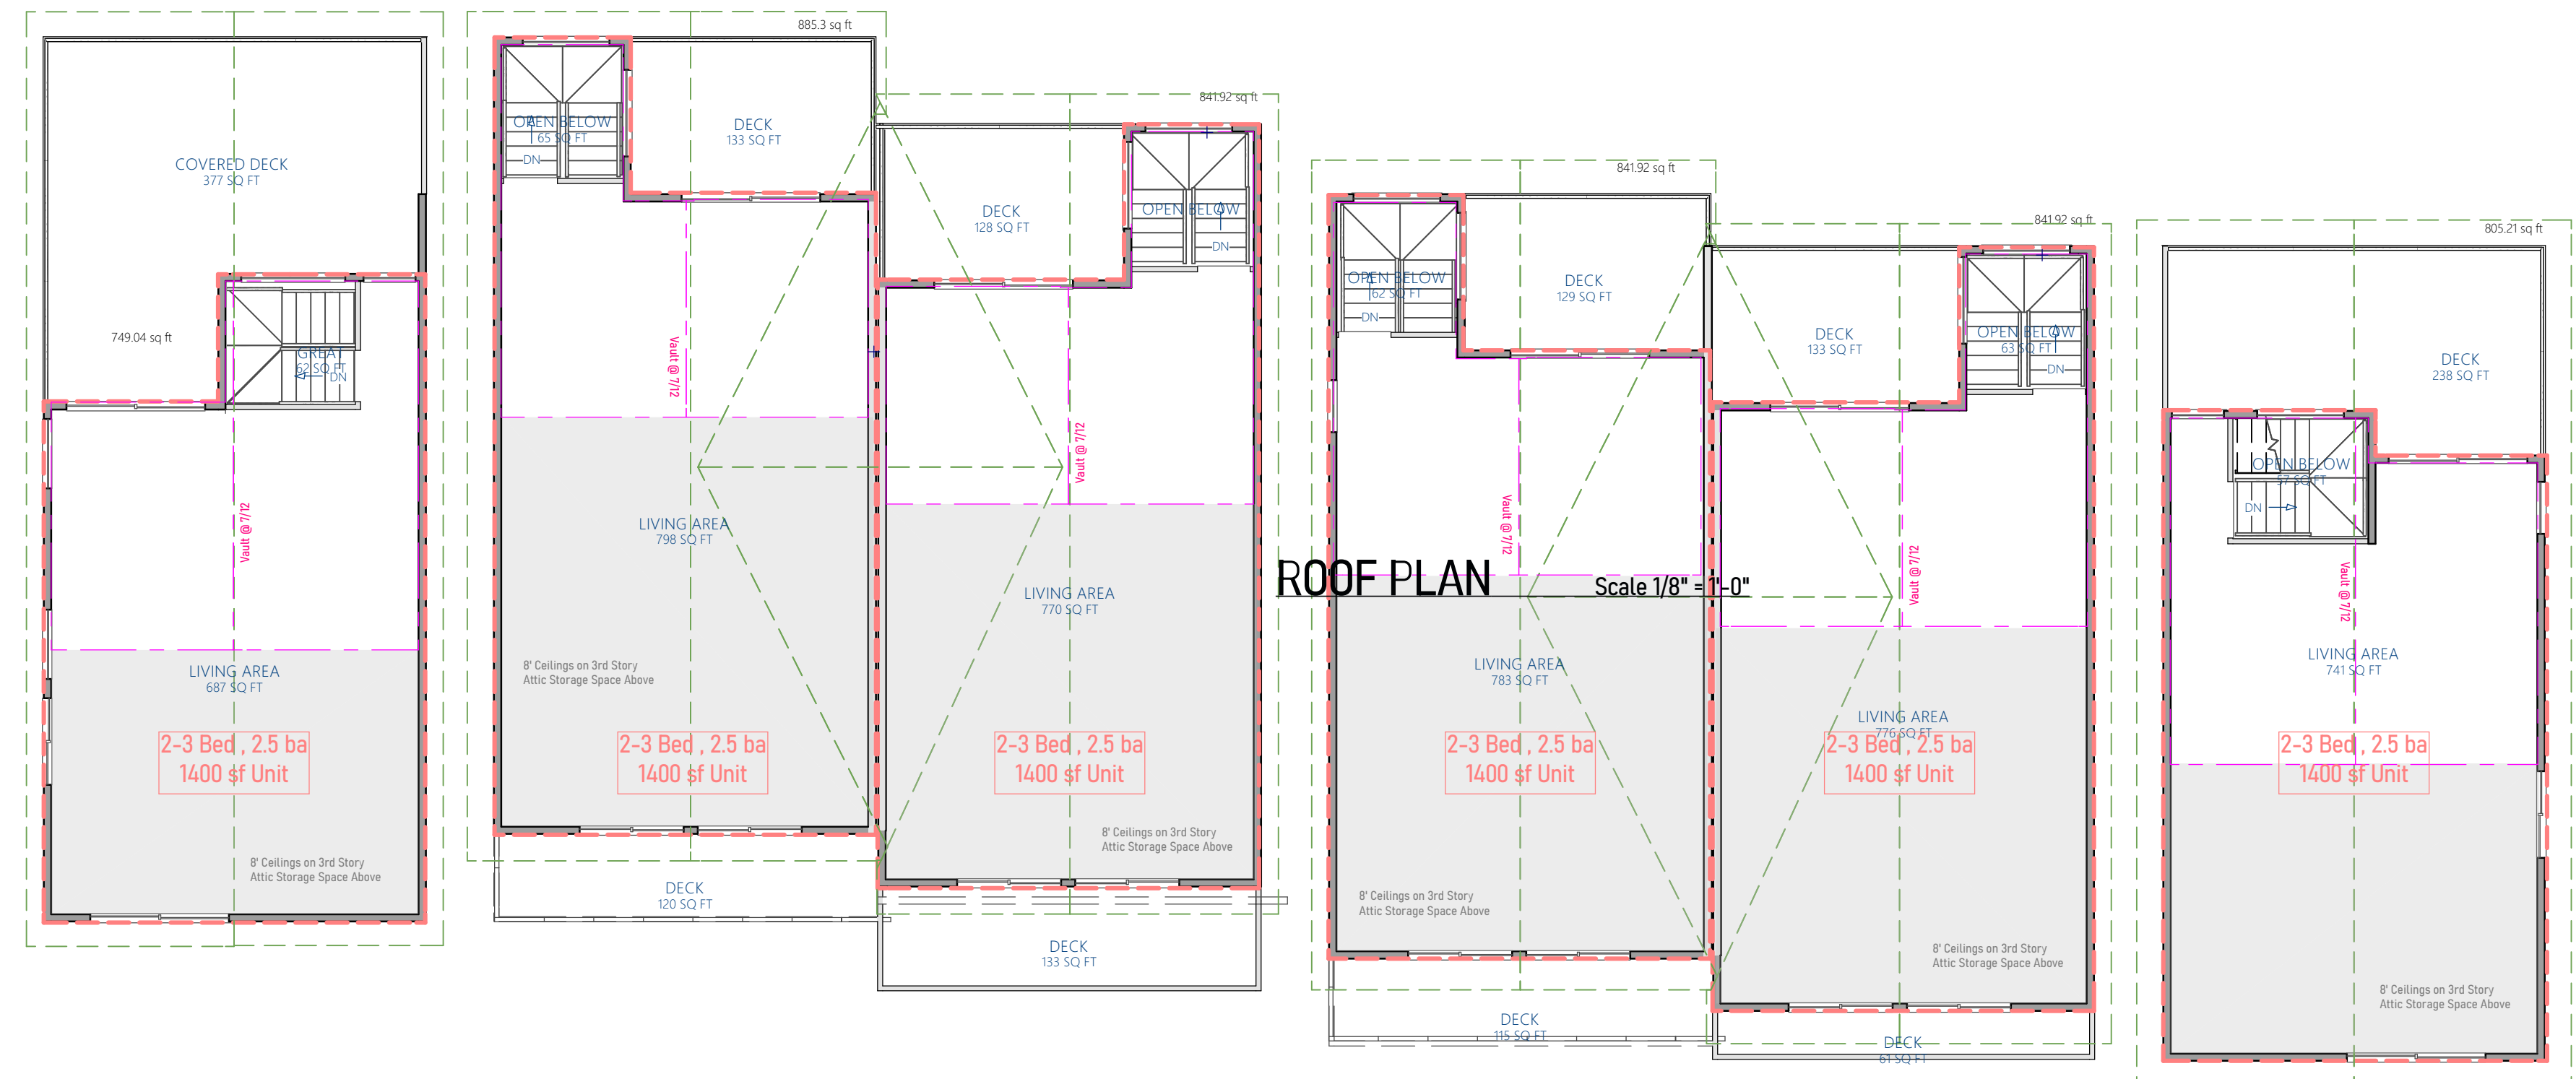 COVERED DECK
377 SQ FT
749.04 sq ft
GREAT
62 SQ FT
DN
Vault @ 7/12
LIVING AREA
687 SQ FT
2-3 Bed , 2.5 ba
1400 sf Unit
8' Ceilings on 3rd Story
Attic Storage Space Above
885.3 sq ft
OPEN BELOW
65 SQ FT
DN
DECK
133 SQ FT
Vault @ 7/12
LIVING AREA
798 SQ FT
8' Ceilings on 3rd Story
Attic Storage Space Above
2-3 Bed , 2.5 ba
1400 sf Unit
DECK
120 SQ FT
841.92 sq ft
DECK
128 SQ FT
OPEN BELOW
DN
Vault @ 7/12
LIVING AREA
770 SQ FT
2-3 Bed , 2.5 ba
1400 sf Unit
8' Ceilings on 3rd Story
Attic Storage Space Above
DECK
133 SQ FT
ROOF PLAN
Scale 1/8" = 1'-0"
841.92 sq ft
OPEN BELOW
62 SQ FT
DN
DECK
129 SQ FT
Vault @ 7/12
LIVING AREA
783 SQ FT
2-3 Bed , 2.5 ba
1400 sf Unit
8' Ceilings on 3rd Story
Attic Storage Space Above
DECK
115 SQ FT
841.92 sq ft
DECK
133 SQ FT
OPEN BELOW
63 SQ FT
DN
Vault @ 7/12
LIVING AREA
776 SQ FT
2-3 Bed , 2.5 ba
1400 sf Unit
8' Ceilings on 3rd Story
Attic Storage Space Above
DECK
61 SQ FT
805.21 sq ft
DECK
238 SQ FT
OPEN BELOW
57 SQ FT
DN
Vault @ 7/12
LIVING AREA
741 SQ FT
2-3 Bed , 2.5 ba
1400 sf Unit
8' Ceilings on 3rd Story
Attic Storage Space Above